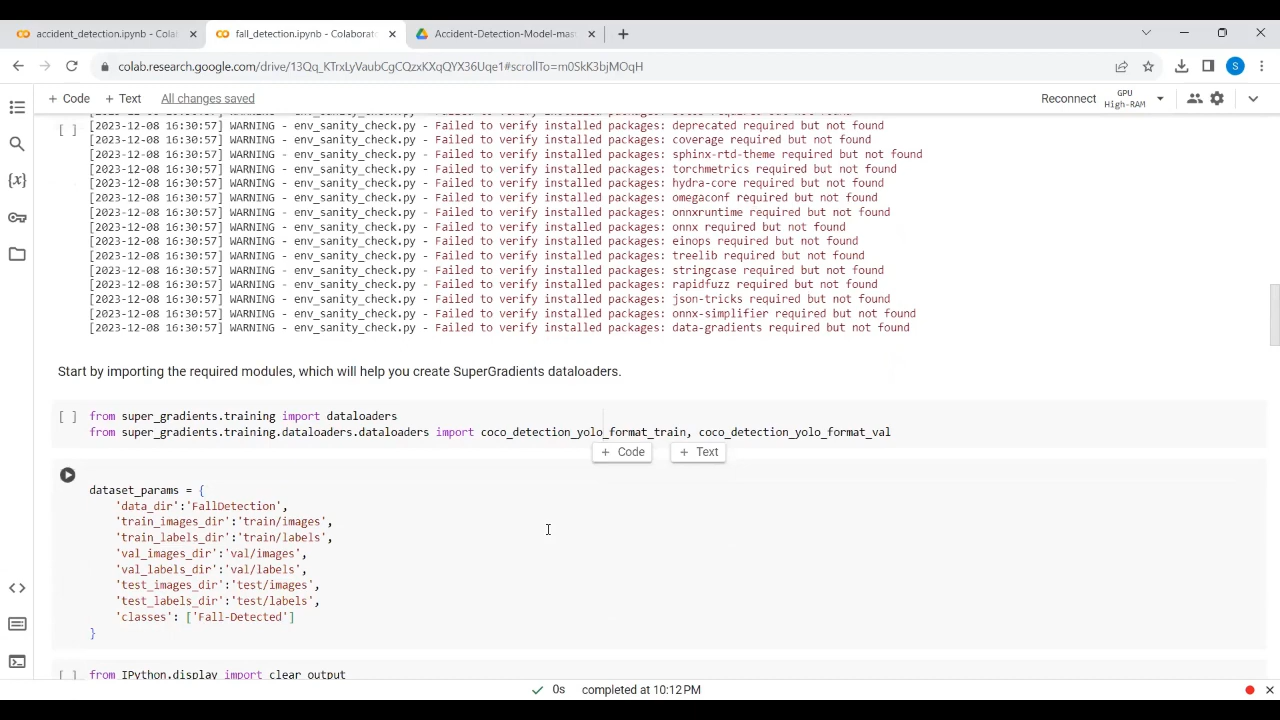 accident_detection.ipynb - Colab
fall_detection.ipynb - Colaborato
Accident-Detection-Model-mas
colab.research.google.com/drive/13Qq_KTrxLyVaubCgCQzxKXqQYX36Uqe1#scrollTo=m0SkK3bjMOqH
S
+ Code + Text All changes saved
Reconnect GPU
High-RAM
[ ] [2023-12-08 16:30:57] WARNING - env_sanity_check.py - Failed to verify installed packages: deprecated required but not found
[2023-12-08 16:30:57] WARNING - env_sanity_check.py - Failed to verify installed packages: coverage required but not found
[2023-12-08 16:30:57] WARNING - env_sanity_check.py - Failed to verify installed packages: sphinx-rtd-theme required but not found
[2023-12-08 16:30:57] WARNING - env_sanity_check.py - Failed to verify installed packages: torchmetrics required but not found
[2023-12-08 16:30:57] WARNING - env_sanity_check.py - Failed to verify installed packages: hydra-core required but not found
[2023-12-08 16:30:57] WARNING - env_sanity_check.py - Failed to verify installed packages: omegaconf required but not found
[2023-12-08 16:30:57] WARNING - env_sanity_check.py - Failed to verify installed packages: onnxruntime required but not found
[2023-12-08 16:30:57] WARNING - env_sanity_check.py - Failed to verify installed packages: onnx required but not found
[2023-12-08 16:30:57] WARNING - env_sanity_check.py - Failed to verify installed packages: einops required but not found
[2023-12-08 16:30:57] WARNING - env_sanity_check.py - Failed to verify installed packages: treelib required but not found
[2023-12-08 16:30:57] WARNING - env_sanity_check.py - Failed to verify installed packages: stringcase required but not found
[2023-12-08 16:30:57] WARNING - env_sanity_check.py - Failed to verify installed packages: rapidfuzz required but not found
[2023-12-08 16:30:57] WARNING - env_sanity_check.py - Failed to verify installed packages: json-tricks required but not found
[2023-12-08 16:30:57] WARNING - env_sanity_check.py - Failed to verify installed packages: onnx-simplifier required but not found
[2023-12-08 16:30:57] WARNING - env_sanity_check.py - Failed to verify installed packages: data-gradients required but not found
Start by importing the required modules, which will help you create SuperGradients dataloaders.
[ ] from super_gradients.training import dataloaders
from super_gradients.training.dataloaders.dataloaders import coco_detection_yolo_format_train, coco_detection_yolo_format_val
+ Code + Text
dataset_params = {
'data_dir':'FallDetection',
'train_images_dir':'train/images',
'train_labels_dir':'train/labels',
'val_images_dir':'val/images',
'val_labels_dir':'val/labels',
'test_images_dir':'test/images',
'test_labels_dir':'test/labels',
'classes': ['Fall-Detected']
}
[ ] from IPython.display import clear_output
0s completed at 10:12 PM